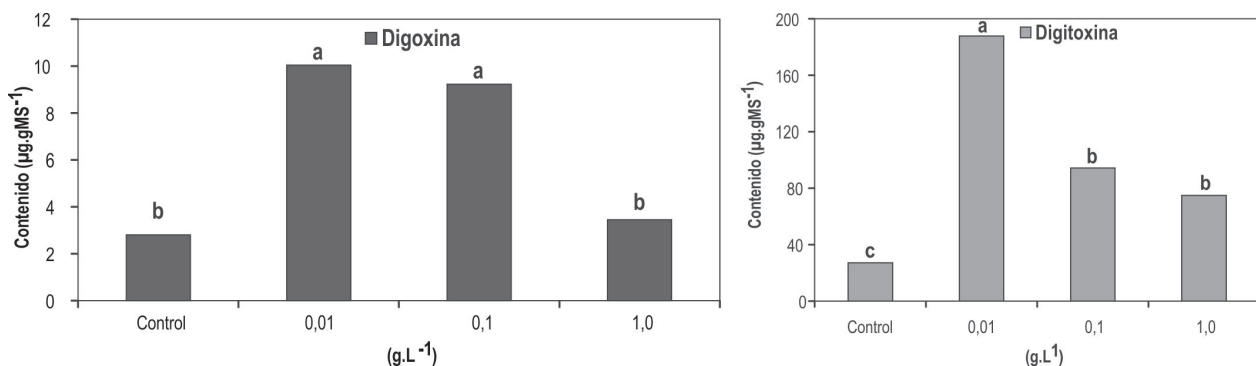 Digoxina
Contenido (µg.gMS-1)
12
10
8
6
4
2
0
b
a
a
b
Control
0,01
0,1
1,0
(g.L-1)
Digitoxina
Contenido (µg.gMS-1)
200
160
120
80
40
0
c
a
b
b
Control
0,01
0,1
1,0
(g.L1)